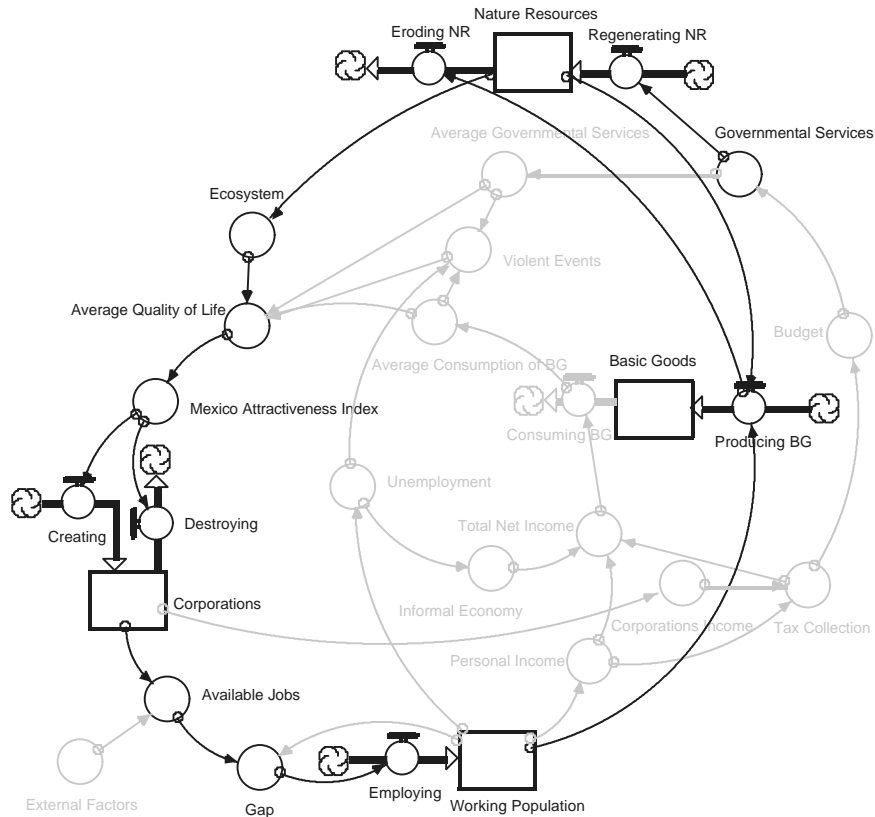 Nature Resources
Eroding NR
Regenerating NR
Average Governmental Services
Governmental Services
Ecosystem
Violent Events
Average Quality of Life
Budget
Average Consumption of BG
Basic Goods
Mexico Attractiveness Index
Consuming BG
Producing BG
Unemployment
Creating
Destroying
Total Net Income
Corporations
Informal Economy
Corporations Income
Tax Collection
Personal Income
Available Jobs
External Factors
Gap
Employing
Working Population